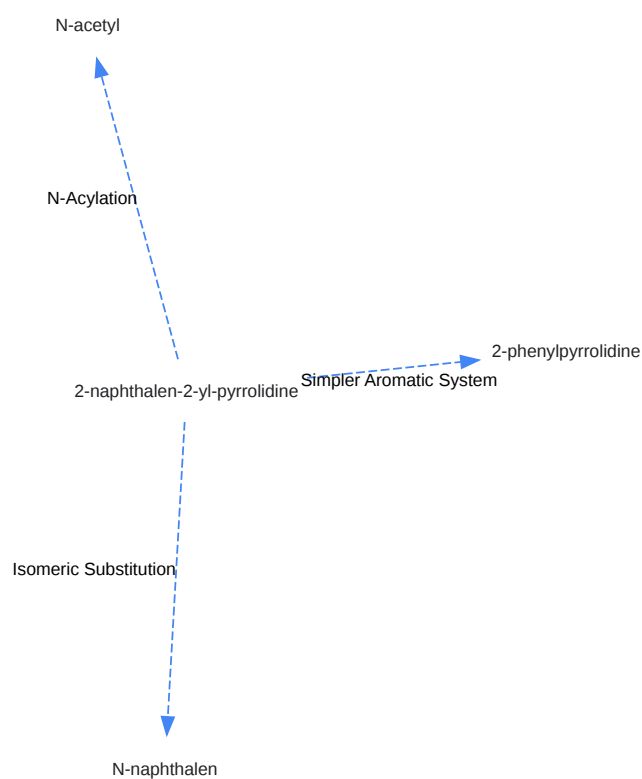 N-acetyl
N-Acylation
2-phenylpyrrolidine
Simpler Aromatic System
2-naphthalen-2-yl-pyrrolidine
Isomeric Substitution
N-naphthalen